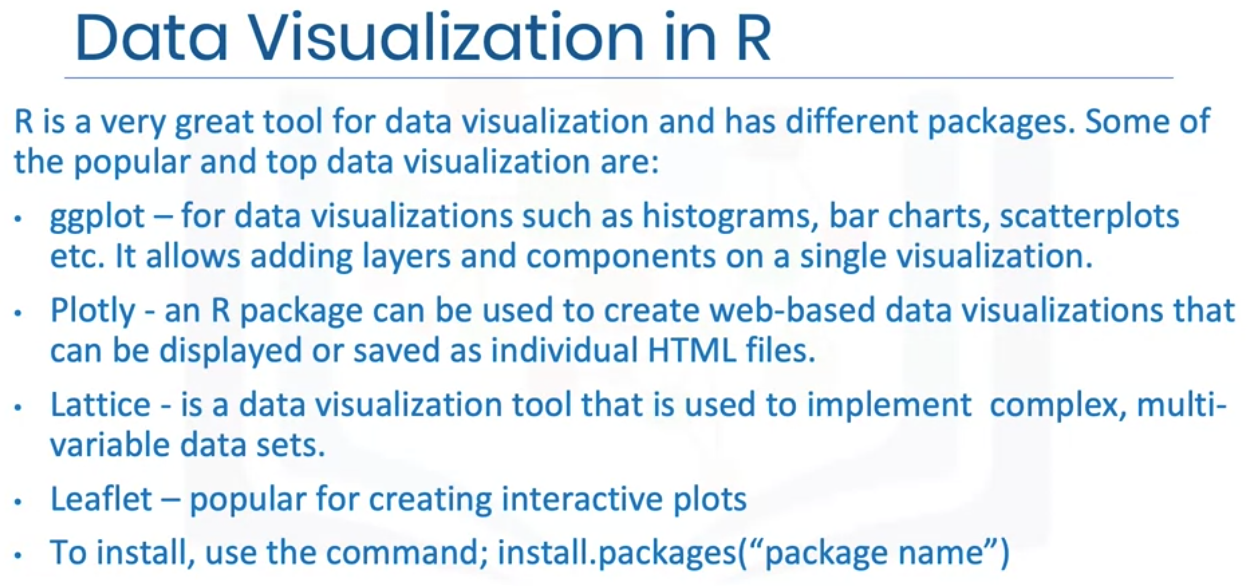 Data Visualization in R
R is a very great tool for data visualization and has different packages. Some of
the popular and top data visualization are:
• ggplot – for data visualizations such as histograms, bar charts, scatterplots
etc. It allows adding layers and components on a single visualization.
• Plotly - an R package can be used to create web-based data visualizations that
can be displayed or saved as individual HTML files.
• Lattice - is a data visualization tool that is used to implement  complex, multi-
variable data sets.
• Leaflet – popular for creating interactive plots
• To install, use the command; install.packages(“package name”)